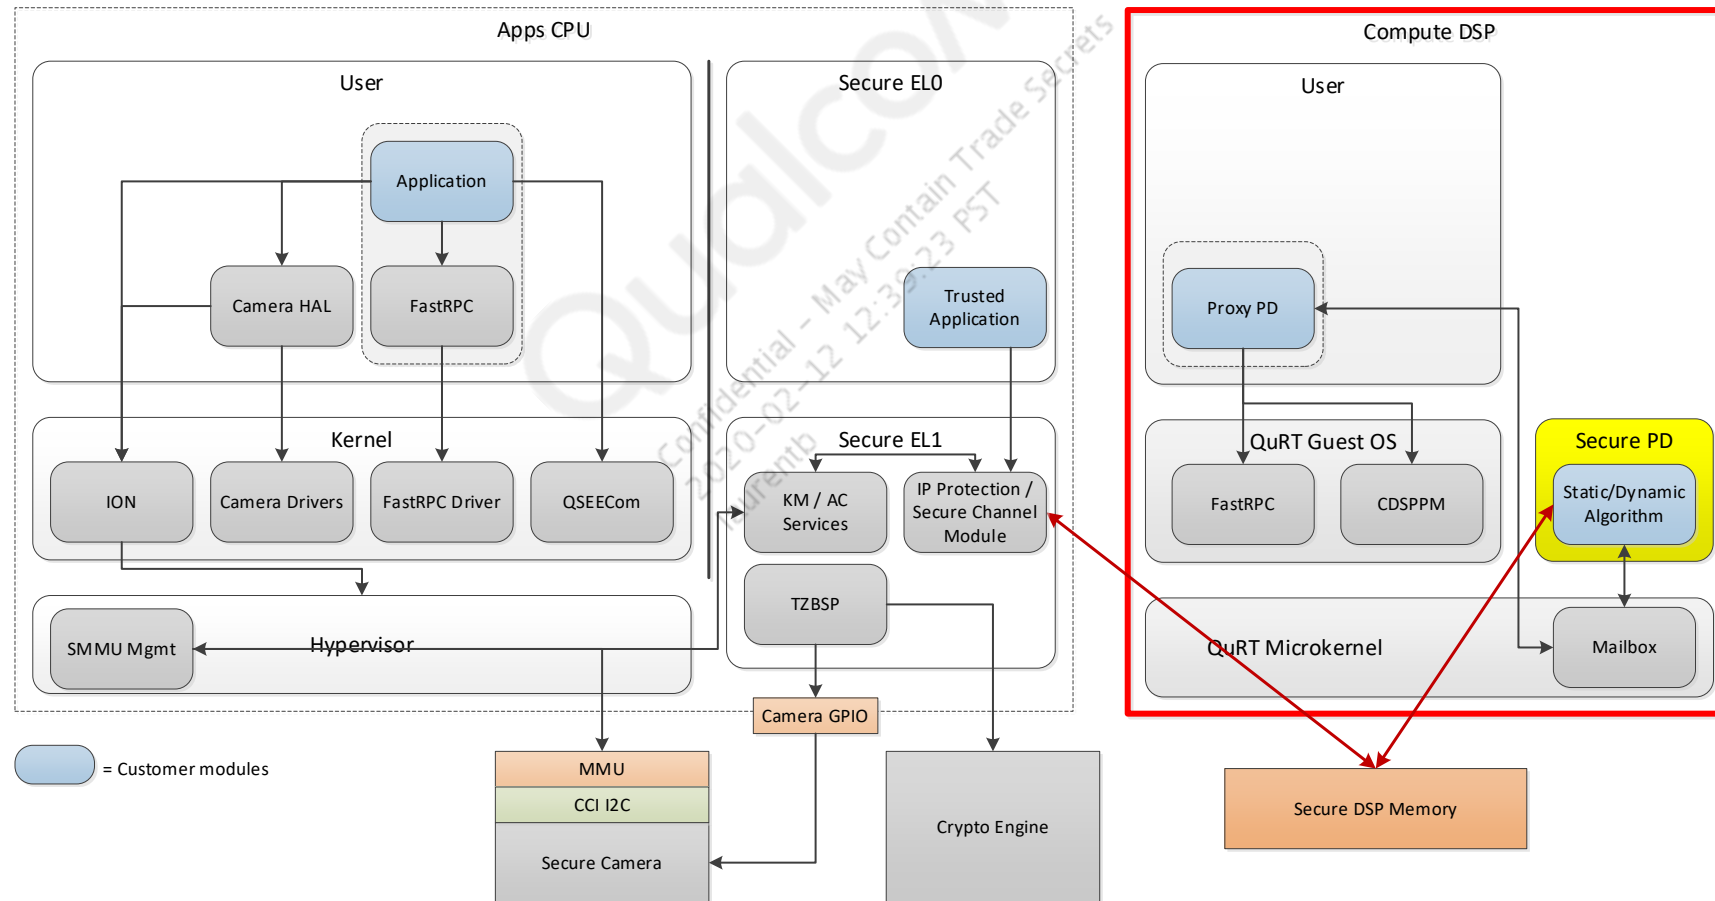 Apps CPU
Compute DSP
User
Secure EL0
User
Application
Camera HAL
FastRPC
Trusted
Application
Proxy PD
Kernel
Secure EL1
QuRT Guest OS
Secure PD
ION
Camera Drivers
FastRPC Driver
QSEECom
KM / AC
Services
IP Protection /
Secure Channel
Module
FastRPC
CDSPPM
Static/Dynamic
Algorithm
TZBSP
SMMU Mgmt
Hypervisor
QuRT Microkernel
Mailbox
Camera GPIO
= Customer modules
MMU
CCI I2C
Secure Camera
Crypto Engine
Secure DSP Memory
Qualcom
Confidential – May Contain Trade Secrets
2020-02-12 12:39:23 PST